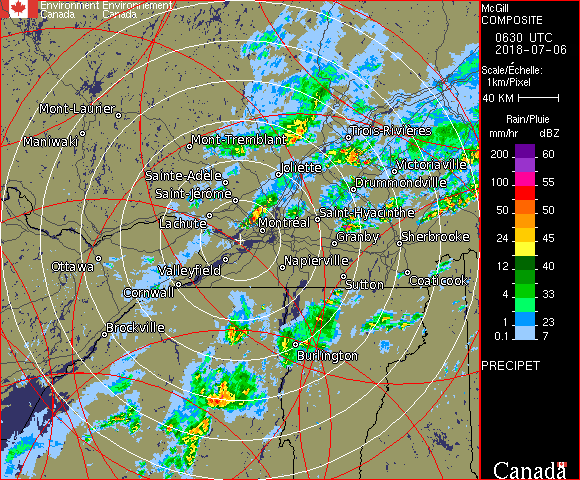 Environment Environnement
Canada Canada
McGill
COMPOSITE
0630 UTC
2018-07-06
Scale/Échelle:
1km/Pixel
40 KM
Rain/Pluie
mm/hr dBZ
200 60
100 55
50 50
24 45
12 40
4 33
1 23
0.1 7
PRECIPET
Canada
Mont-Laurier
Maniwaki
Mont-Tremblant
Trois-Rivières
Joliette
Victoriaville
Sainte-Adèle
Drummondville
Saint-Jérôme
Saint-Hyacinthe
Lachute
Montréal
Granby
Sherbrooke
Ottawa
Valleyfield
Napierville
Cornwall
Sutton
Coaticook
Brockville
Burlington